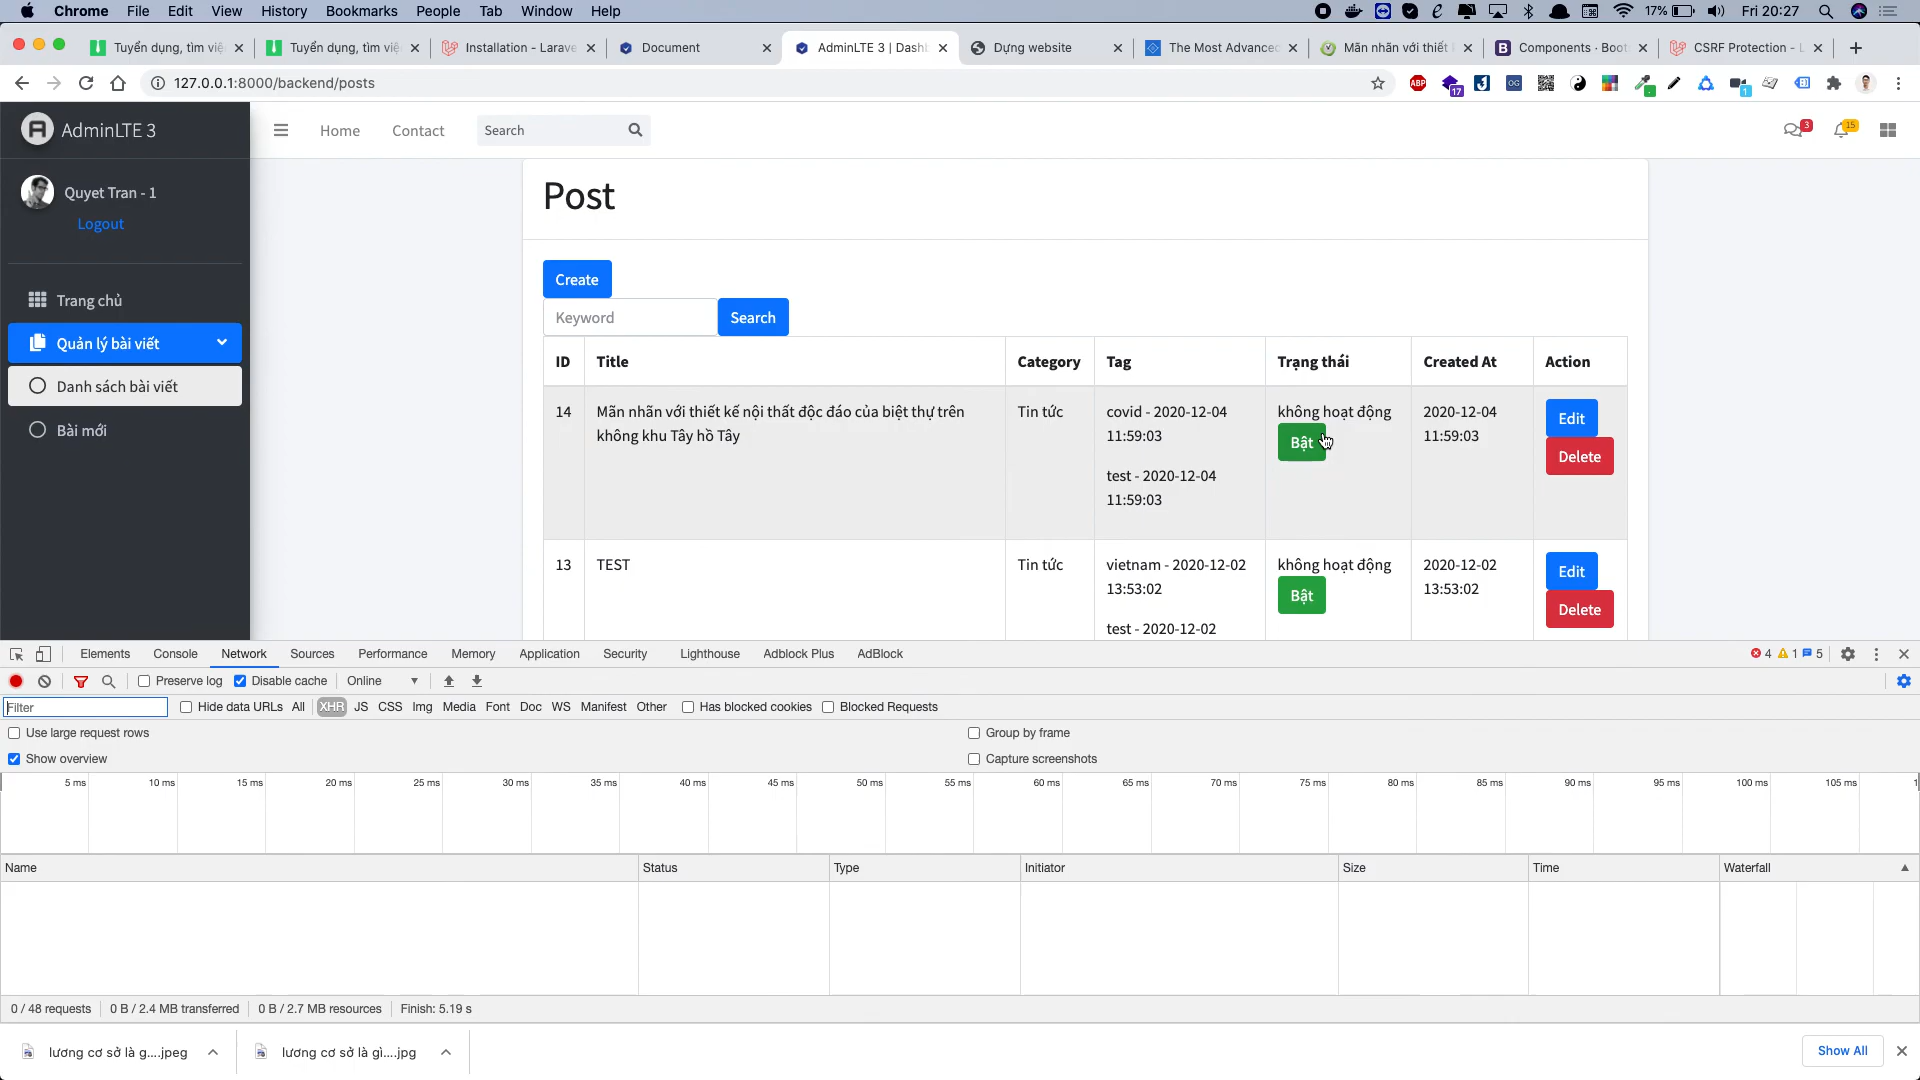 Chrome File Edit View History Bookmarks People Tab Window Help
17% Fri 20:27
Tuyển dụng, tìm việ
Tuyển dụng, tìm việ
Installation - Larave
Document
AdminLTE 3 | Dashb
Dựng website
The Most Advance
Mãn nhãn với thiết
Components · Boot
CSRF Protection - L
127.0.0.1:8000/backend/posts
ABP
17
OG
1
AdminLTE 3
Home Contact Search
3
15
Quyet Tran - 1
Logout
Trang chủ
Quản lý bài viết
Danh sách bài viết
Bài mới
Post
Create
Keyword Search
ID Title Category Tag Trạng thái Created At Action
14 Mãn nhãn với thiết kế nội thất độc đáo của biệt thự trên Tin tức covid - 2020-12-04 không hoạt động 2020-12-04 Edit
không khu Tây hồ Tây 11:59:03 Bật 11:59:03 Delete
test - 2020-12-04
11:59:03
13 TEST Tin tức vietnam - 2020-12-02 không hoạt động 2020-12-02 Edit
13:53:02 Bật 13:53:02 Delete
test - 2020-12-02
Elements Console Network Sources Performance Memory Application Security Lighthouse Adblock Plus AdBlock 4 1 5
Preserve log Disable cache Online
Filter Hide data URLs All XHR JS CSS Img Media Font Doc WS Manifest Other Has blocked cookies Blocked Requests
Use large request rows Group by frame
Show overview Capture screenshots
5 ms 10 ms 15 ms 20 ms 25 ms 30 ms 35 ms 40 ms 45 ms 50 ms 55 ms 60 ms 65 ms 70 ms 75 ms 80 ms 85 ms 90 ms 95 ms 100 ms 105 ms
Name Status Type Initiator Size Time Waterfall
0 / 48 requests 0 B / 2.4 MB transferred 0 B / 2.7 MB resources Finish: 5.19 s
lương cơ sở là g....jpeg lương cơ sở là gì....jpg Show All